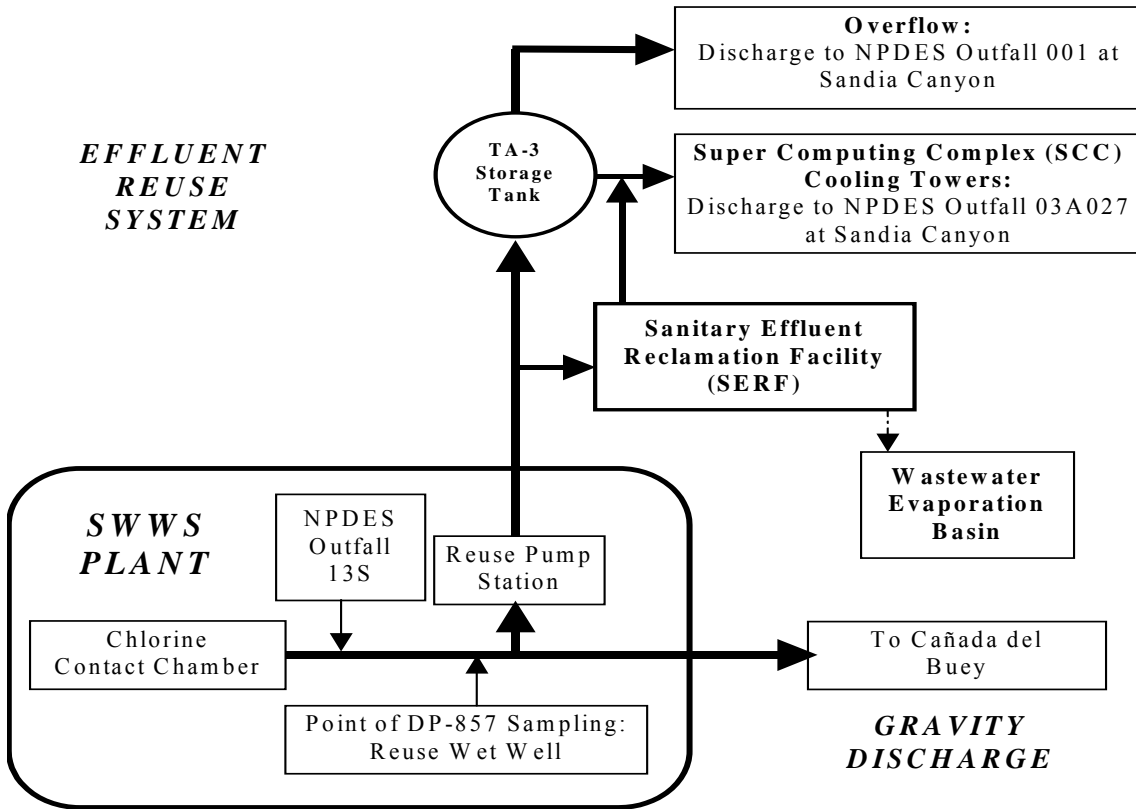 Overflow:
Discharge to NPDES Outfall 001 at
Sandia Canyon
EFFLUENT
REUSE
SYSTEM
TA-3
Storage
Tank
Super Computing Complex (SCC)
Cooling Towers:
Discharge to NPDES Outfall 03A027
at Sandia Canyon
Sanitary Effluent
Reclamation Facility
(SERF)
Wastewater
Evaporation
Basin
SWWS
PLANT
NPDES
Outfall
13S
Reuse Pump
Station
Chlorine
Contact Chamber
To Cañada del
Buey
Point of DP-857 Sampling:
Reuse Wet Well
GRAVITY
DISCHARGE